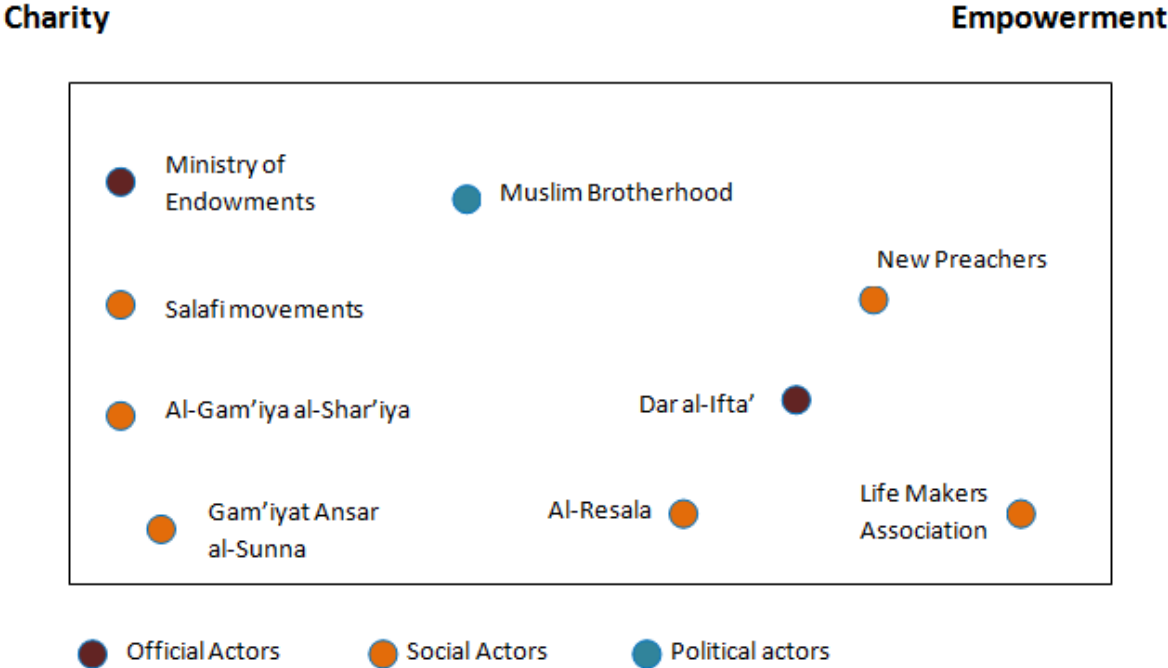 Charity
Empowerment
Ministry of
Endowments
Muslim Brotherhood
New Preachers
Salafi movements
Al-Gam’iya al-Shar’iya
Dar al-Ifta’
Gam’iyat Ansar
al-Sunna
Al-Resala
Life Makers
Association
Official Actors
Social Actors
Political actors